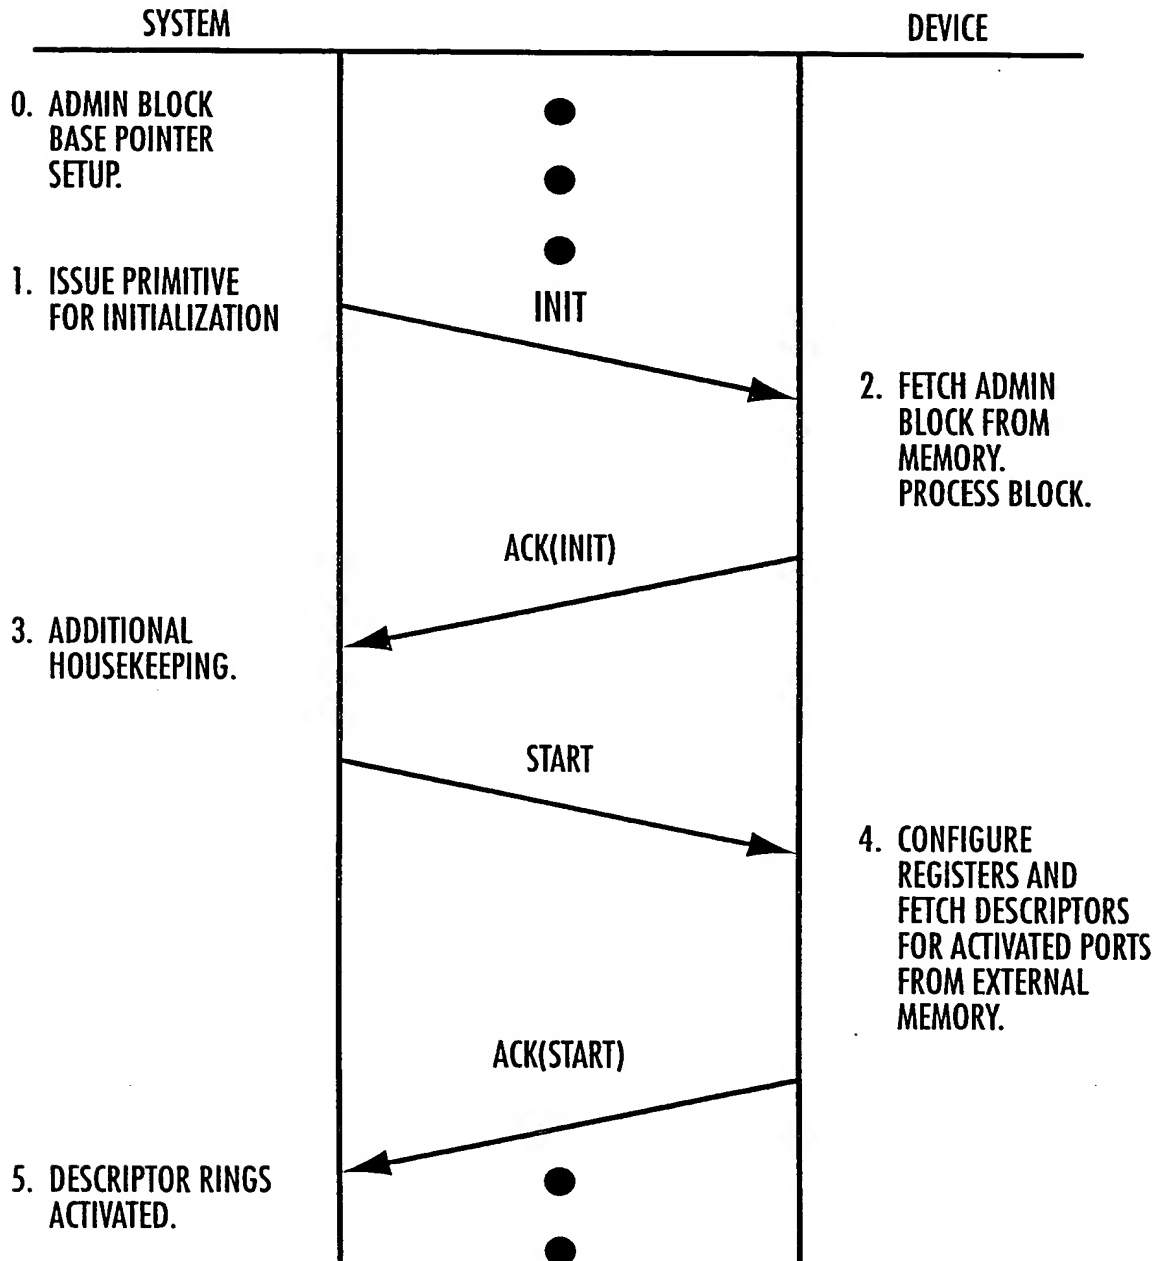 SYSTEM
DEVICE
0. ADMIN BLOCK
BASE POINTER
SETUP.
1. ISSUE PRIMITIVE
FOR INITIALIZATION
INIT
2. FETCH ADMIN
BLOCK FROM
MEMORY.
PROCESS BLOCK.
ACK(INIT)
3. ADDITIONAL
HOUSEKEEPING.
START
4. CONFIGURE
REGISTERS AND
FETCH DESCRIPTORS
FOR ACTIVATED PORTS
FROM EXTERNAL
MEMORY.
ACK(START)
5. DESCRIPTOR RINGS
ACTIVATED.